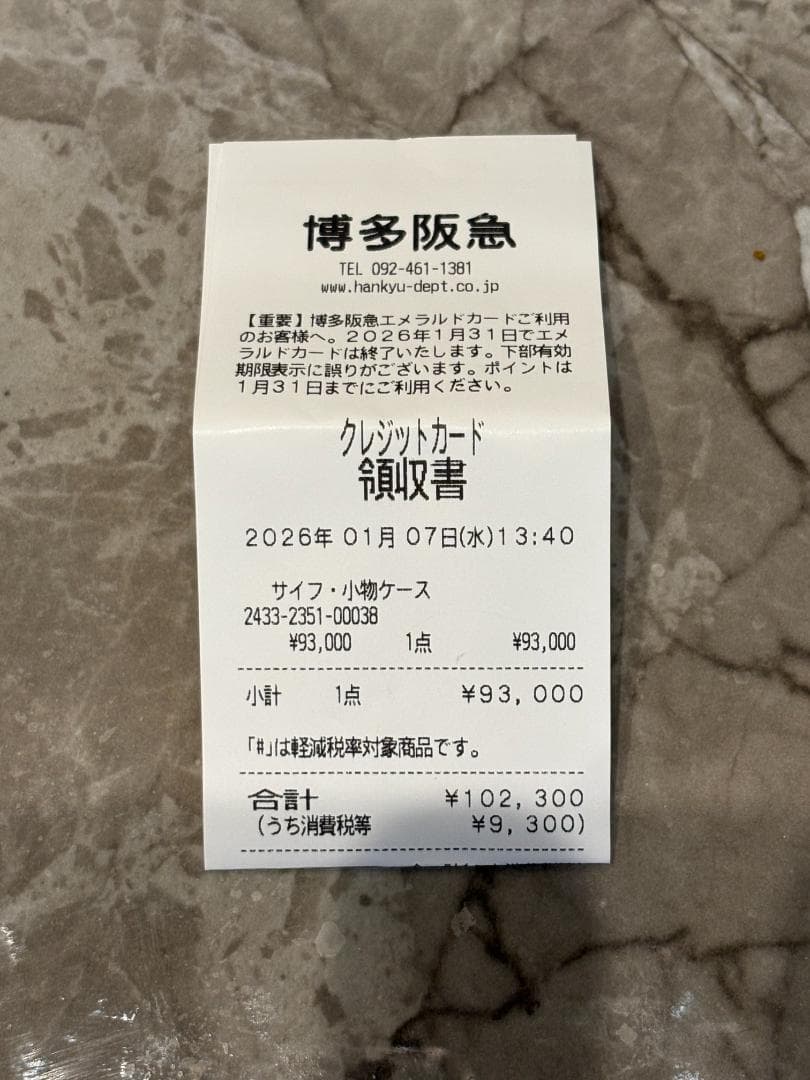 博多阪急
TEL 092-461-1381
www.hankyu-dept.co.jp
【重要】博多阪急エメラルドカードご利用
のお客様へ。2026年1月31日でエメ
ラルドカードは終了いたします。下部有効
期限表示に誤りがございます。ポイントは
1月31日までにご利用ください。
クレジットカード
領収書
2026年 01月 07日(水)13:40
サイフ・小物ケース
2433-2351-00038
¥93,000 1点 ¥93,000
小計 1点 ¥93,000
「#」は軽減税率対象商品です。
合計 ¥102,300
(うち消費税等 ¥9,300)